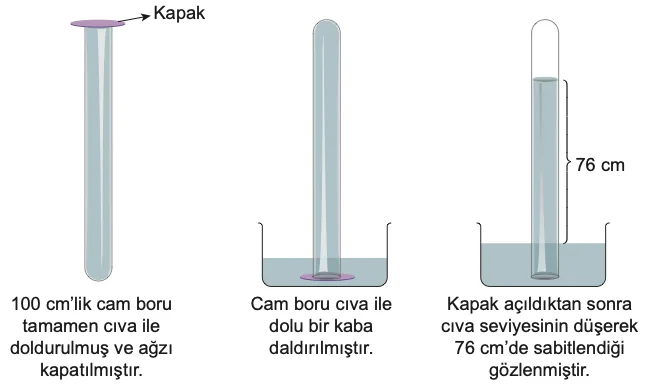 Kapak
76 cm
100 cm’lik cam boru
tamamen cıva ile
doldurulmuş ve ağzı
kapatılmıştır.
Cam boru cıva ile
dolu bir kaba
daldırılmıştır.
Kapak açıldıktan sonra
cıva seviyesinin düşerek
76 cm’de sabitlendiği
gözlenmiştir.